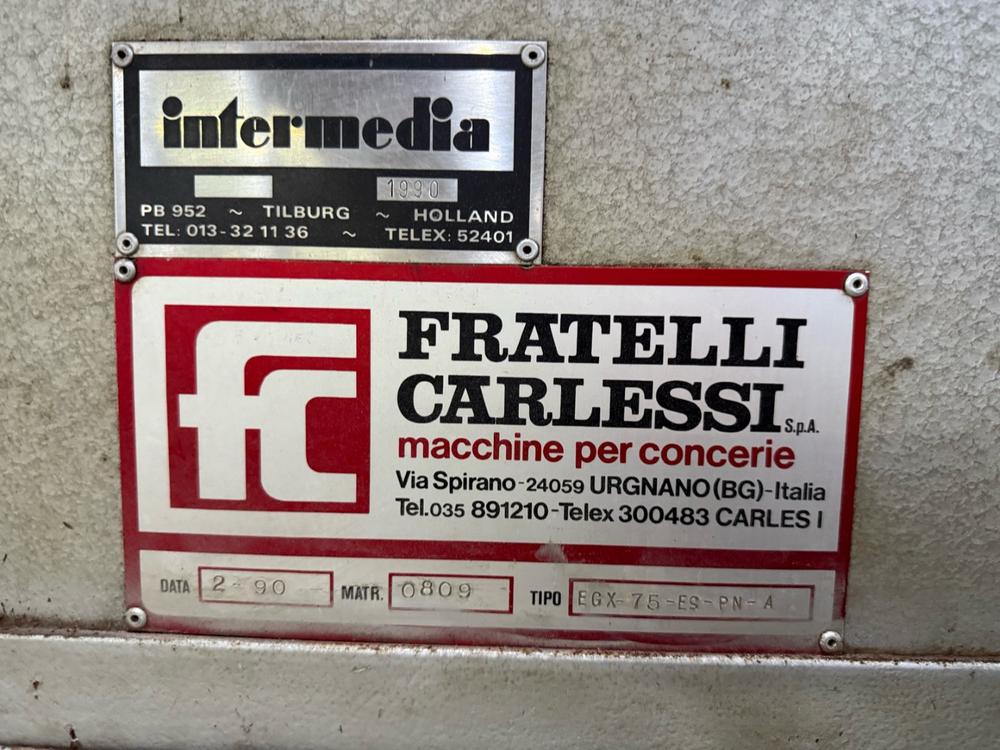 intermedia
1990
PB 952 ~ TILBURG ~ HOLLAND
TEL: 013-32 11 36 ~ TELEX: 52401
fc
FRATELLI
CARLESSI S.p.A.
macchine per concerie
Via Spirano-24059 URGNANO (BG)-Italia
Tel.035 891210-Telex 300483 CARLES I
DATA 2-90 MATR. 0809 TIPO EGX-75-ES-PN-A